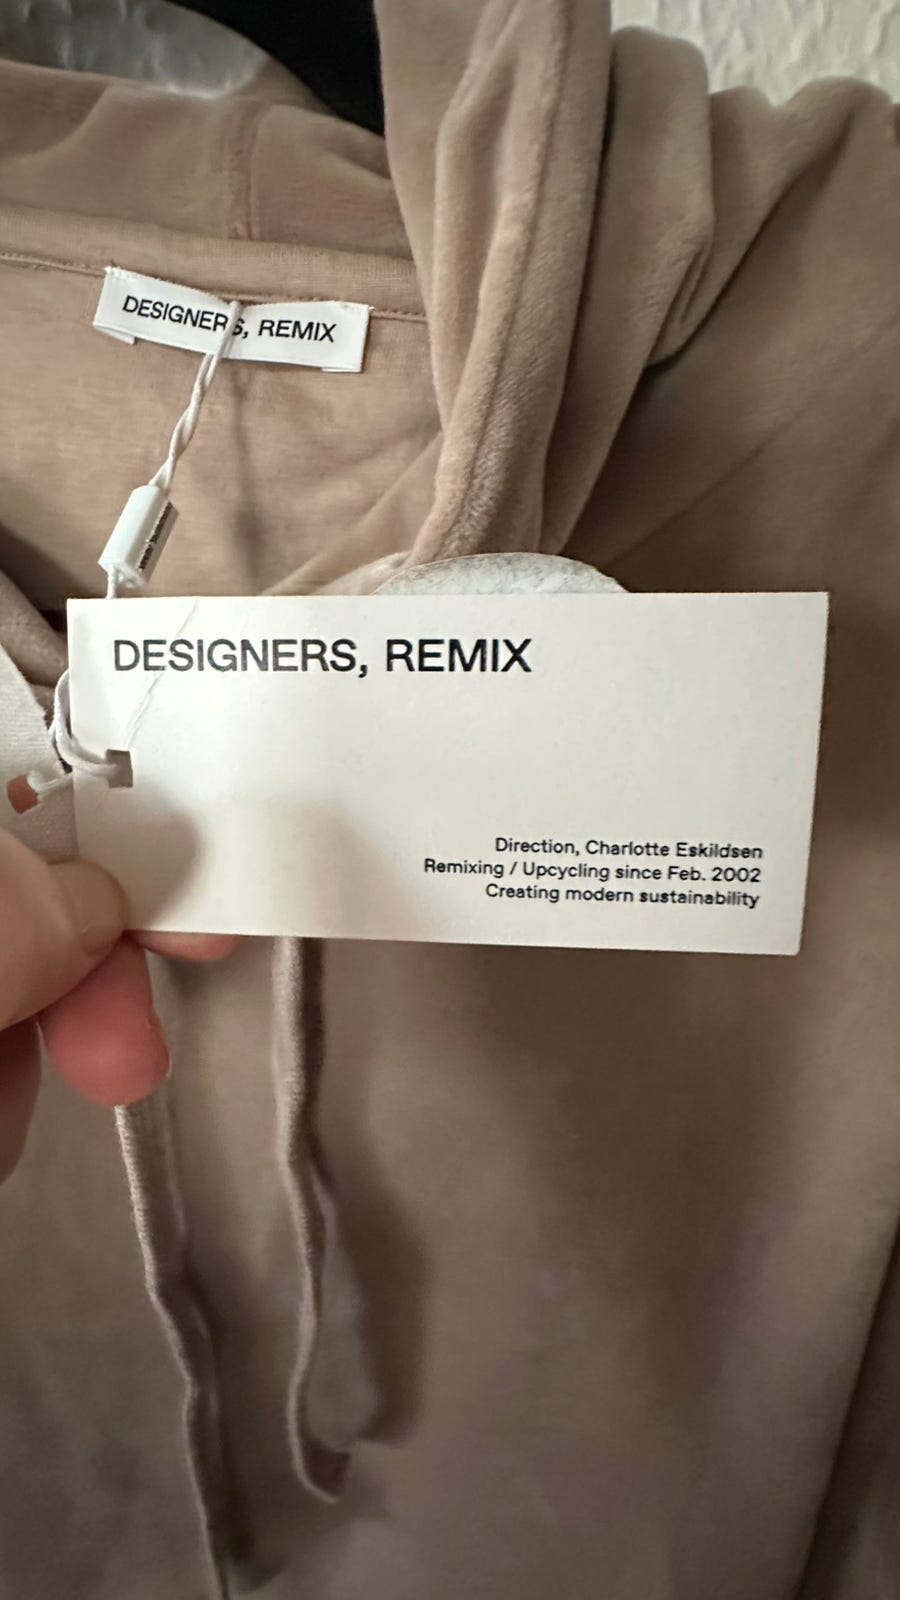 DESIGNERS, REMIX
DESIGNERS, REMIX
Direction, Charlotte Eskildsen
Remixing / Upcycling since Feb. 2002
Creating modern sustainability